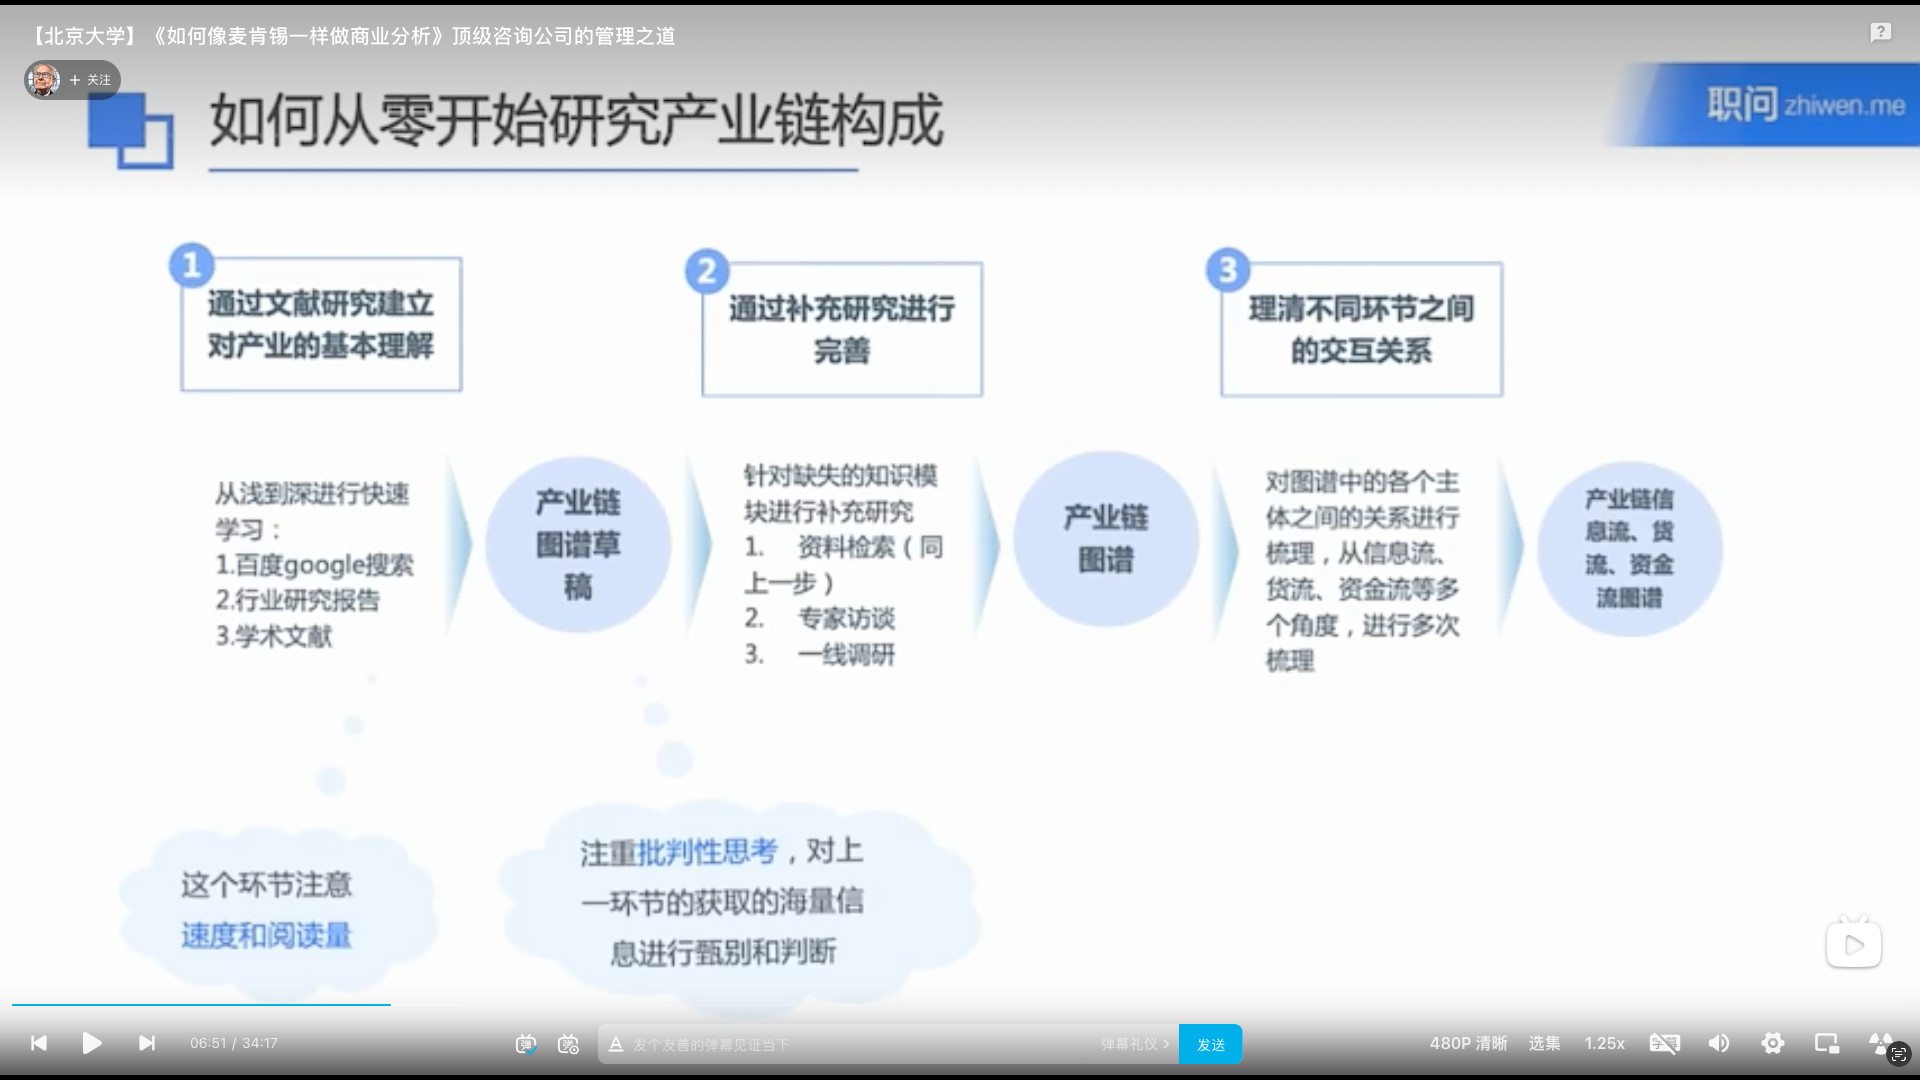 【北京大学】《如何像麦肯锡一样做商业分析》顶级咨询公司的管理之道
+ 关注
如何从零开始研究产业链构成
职问 zhiwen.me
1
通过文献研究建立
对产业的基本理解
2
通过补充研究进行
完善
3
理清不同环节之间
的交互关系
从浅到深进行快速
学习：
1.百度google搜索
2.行业研究报告
3.学术文献
产业链
图谱草
稿
针对缺失的知识模
块进行补充研究
1. 资料检索（同
上一步）
2. 专家访谈
3. 一线调研
产业链
图谱
对图谱中的各个主
体之间的关系进行
梳理，从信息流、
货流、资金流等多
个角度，进行多次
梳理
产业链信
息流、货
流、资金
流图谱
这个环节注意
速度和阅读量
注重批判性思考，对上
一环节的获取的海量信
息进行甄别和判断
06:51 / 34:17
弹
弹
A 发个友善的弹幕见证当下
弹幕礼仪 >
发送
480P 清晰
选集
1.25x
字幕